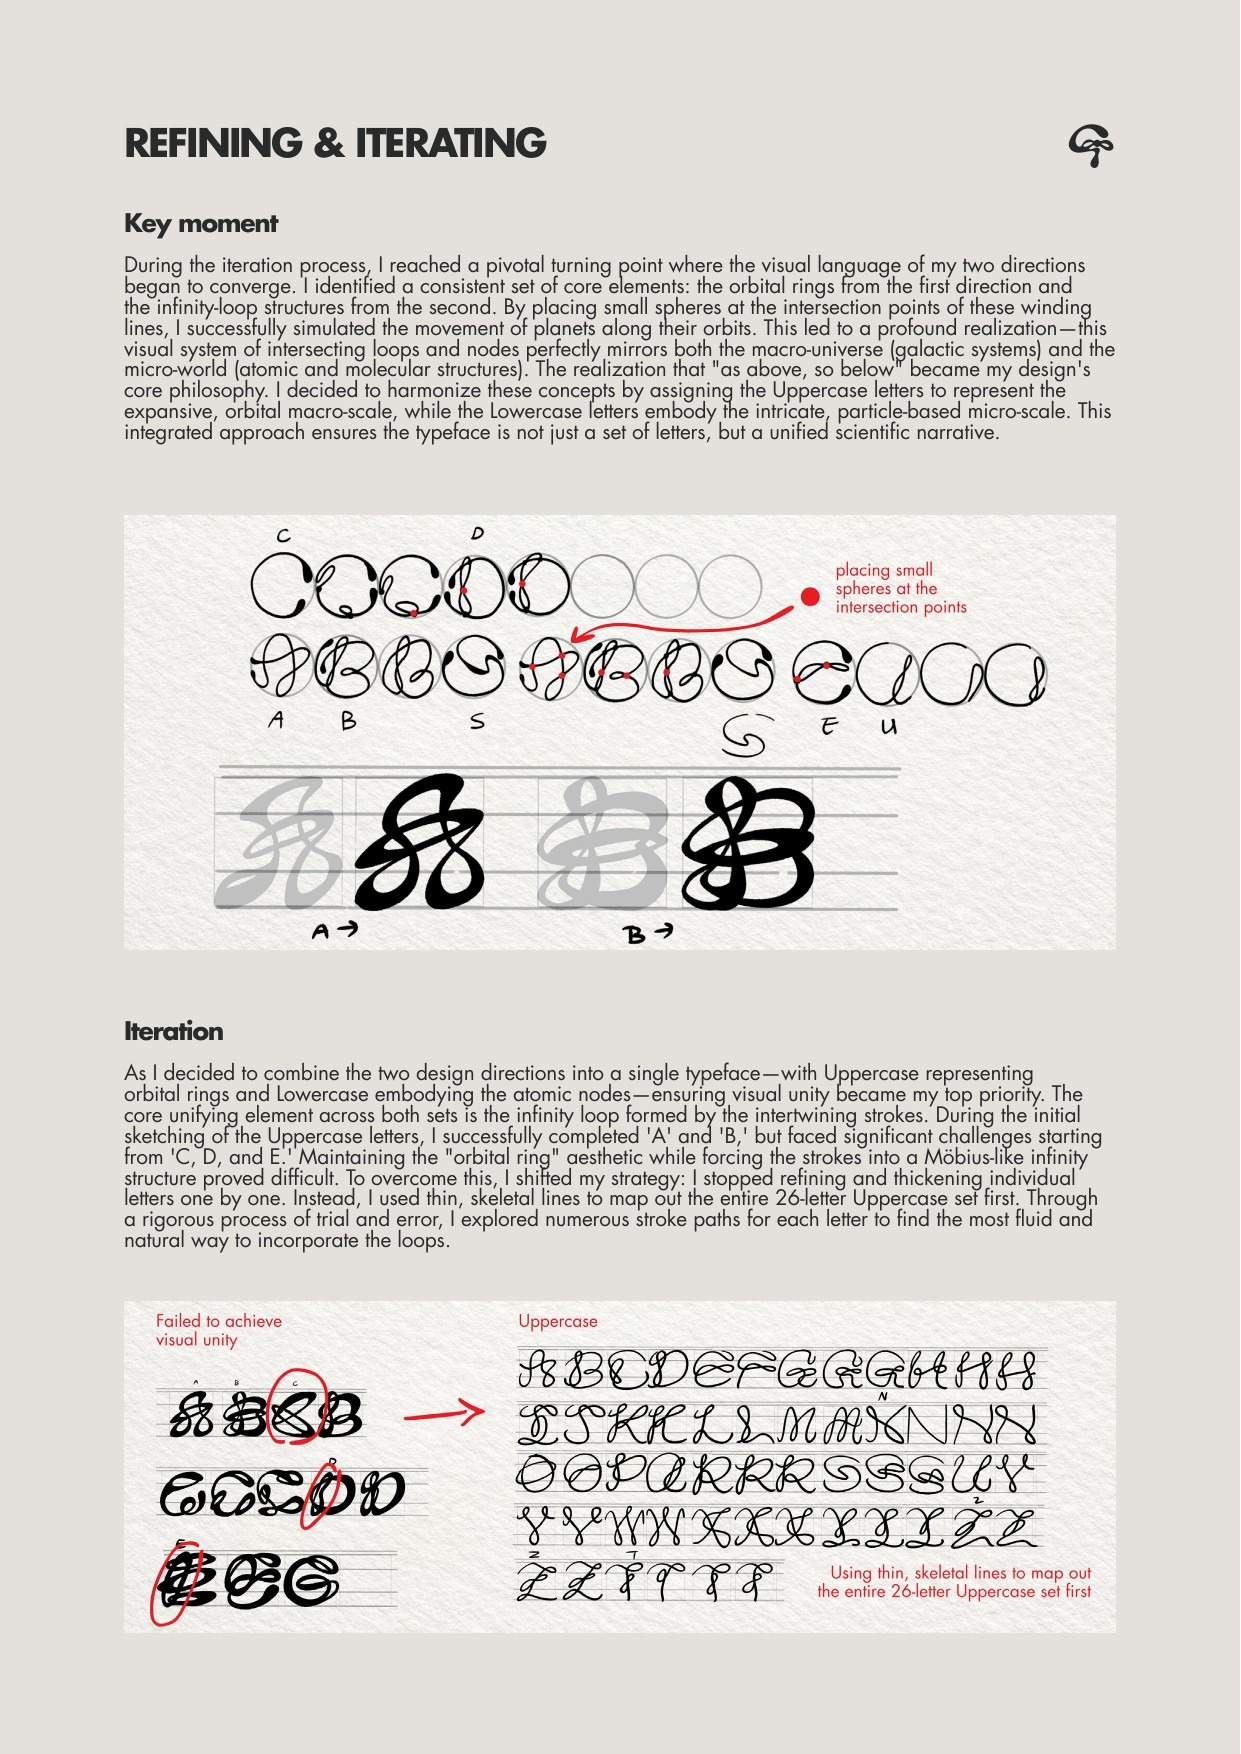 REFINING & ITERATING
Key moment
During the iteration process, I reached a pivotal turning point where the visual language of my two directions
began to converge. I identified a consistent set of core elements: the orbital rings from the first direction and
the infinity-loop structures from the second. By placing small spheres at the intersection points of these winding
lines, I successfully simulated the movement of planets along their orbits. This led to a profound realization—this
visual system of intersecting loops and nodes perfectly mirrors both the macro-universe (galactic systems) and the
micro-world (atomic and molecular structures). The realization that "as above, so below" became my design's
core philosophy. I decided to harmonize these concepts by assigning the Uppercase letters to represent the
expansive, orbital macro-scale, while the Lowercase letters embody the intricate, particle-based micro-scale. This
integrated approach ensures the typeface is not just a set of letters, but a unified scientific narrative.
C D
placing small
spheres at the
intersection points
A B S E U
S
A B
A → B →
Iteration
As I decided to combine the two design directions into a single typeface—with Uppercase representing
orbital rings and Lowercase embodying the atomic nodes—ensuring visual unity became my top priority. The
core unifying element across both sets is the infinity loop formed by the intertwining strokes. During the initial
sketching of the Uppercase letters, I successfully completed 'A' and 'B,' but faced significant challenges starting
from 'C, D, and E.' Maintaining the "orbital ring" aesthetic while forcing the strokes into a Möbius-like infinity
structure proved difficult. To overcome this, I shifted my strategy: I stopped refining and thickening individual
letters one by one. Instead, I used thin, skeletal lines to map out the entire 26-letter Uppercase set first. Through
a rigorous process of trial and error, I explored numerous stroke paths for each letter to find the most fluid and
natural way to incorporate the loops.
Failed to achieve
visual unity
Uppercase
A B C
D
E
N
Z
Z T
Using thin, skeletal lines to map out
the entire 26-letter Uppercase set first